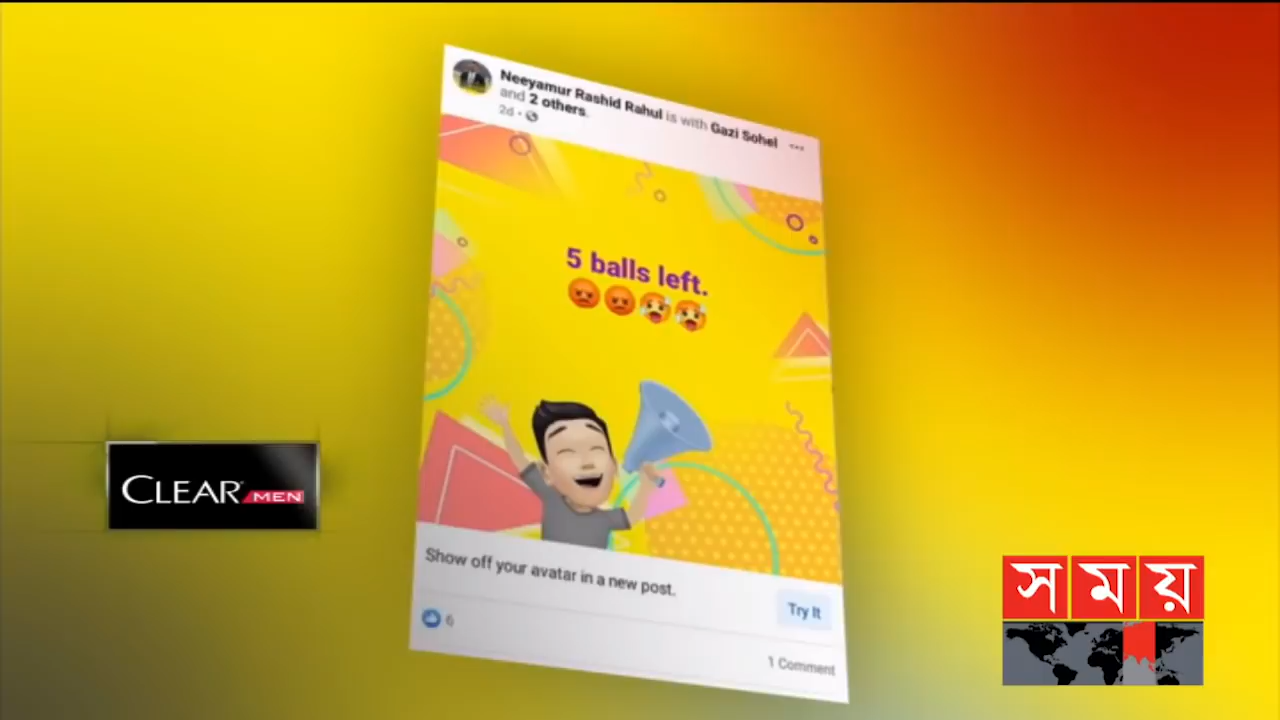 Neeyamur Rashid Rahul is with Gazi Sohel
and 2 others.
2d
5 balls left.
Show off your avatar in a new post.
Try It
6
1 Comment
CLEAR MEN
সময়